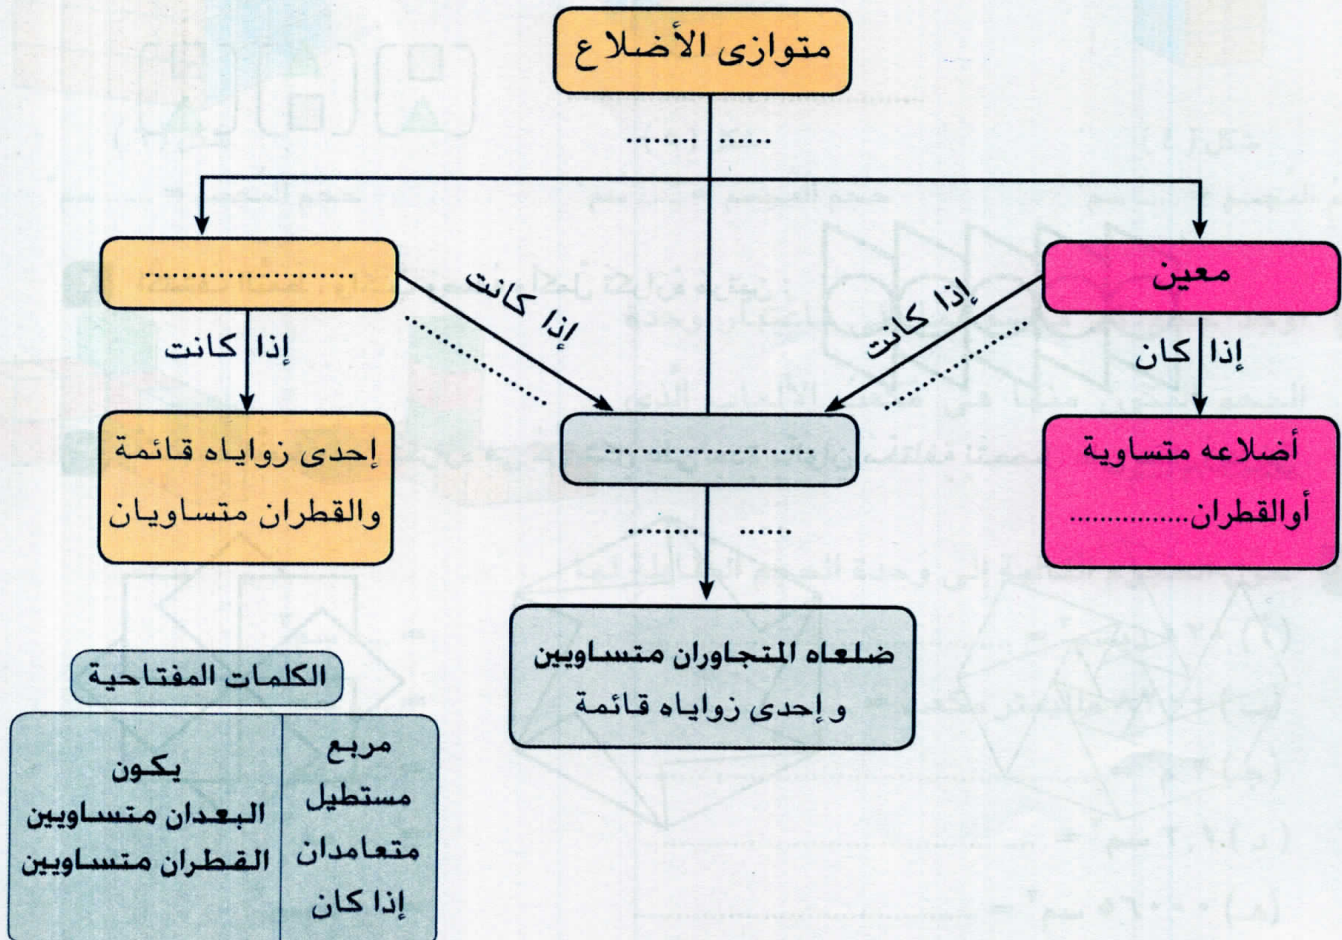 متوازى الأضلاع
...... ........
......................
معين
إذا كانت
..............
إذا كانت
..............
إذا كانت
إذا كان
إحدى زواياه قائمة
والقطران متساويان
......................
أضلاعه متساوية
أوالقطران................
...... ........
ضلعاه المتجاوران متساويين
وإحدى زواياه قائمة
الكلمات المفتاحية
مربع
مستطيل
متعامدان
إذا كان
يكون
البعدان متساويين
القطران متساويين